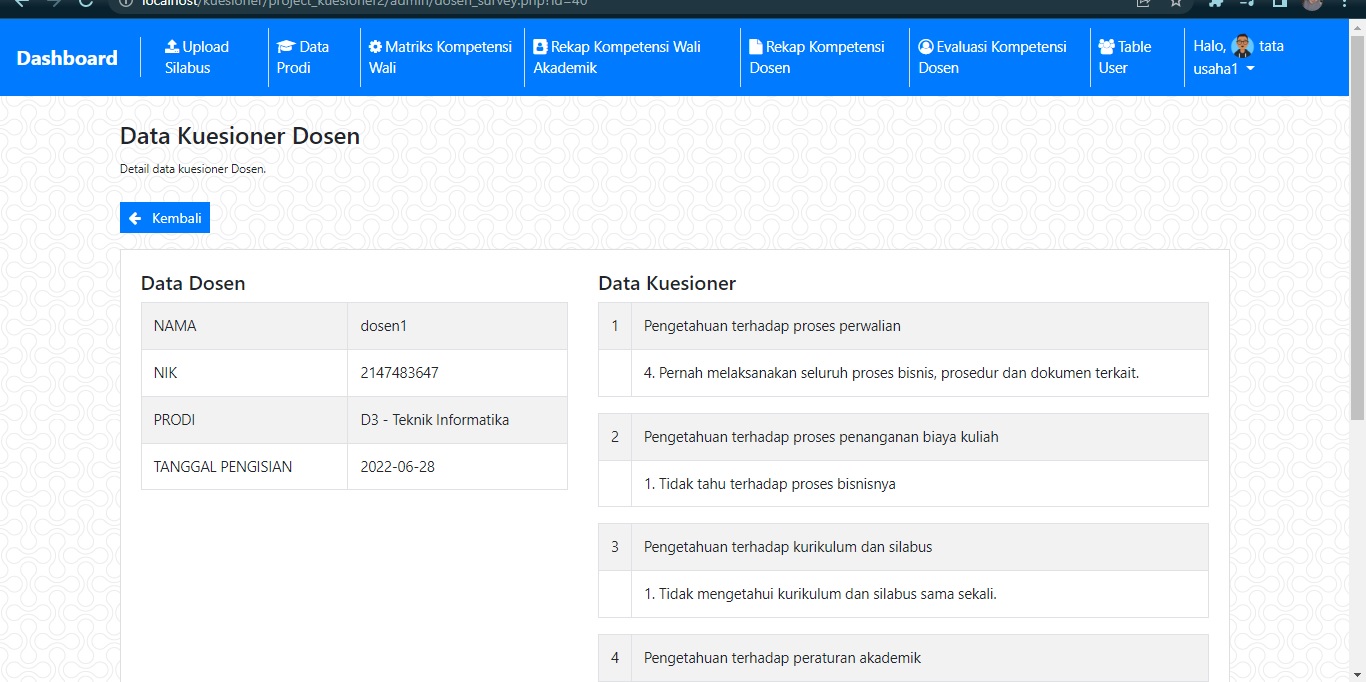 localhost/kuesioner/project_kuesioner2/admin/dosen_survey.php?id=40
Dashboard
Upload Silabus
Data Prodi
Matriks Kompetensi Wali
Rekap Kompetensi Wali Akademik
Rekap Kompetensi Dosen
Evaluasi Kompetensi Dosen
Table User
Halo, tata usaha1
Data Kuesioner Dosen
Detail data kuesioner Dosen.
Kembali
Data Dosen
NAMA dosen1
NIK 2147483647
PRODI D3 - Teknik Informatika
TANGGAL PENGISIAN 2022-06-28
Data Kuesioner
1 Pengetahuan terhadap proses perwalian
4. Pernah melaksanakan seluruh proses bisnis, prosedur dan dokumen terkait.
2 Pengetahuan terhadap proses penanganan biaya kuliah
1. Tidak tahu terhadap proses bisnisnya
3 Pengetahuan terhadap kurikulum dan silabus
1. Tidak mengetahui kurikulum dan silabus sama sekali.
4 Pengetahuan terhadap peraturan akademik